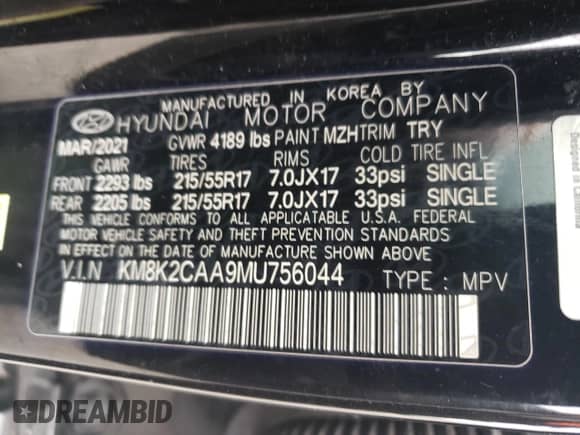 MANUFACTURED IN KOREA BY
HYUNDAI MOTOR COMPANY
MAR/2021 GVWR 4189 lbs PAINT MZH TRIM TRY
GAWR TIRES RIMS COLD TIRE INFL
FRONT 2293 lbs 215/55R17 7.0JX17 33psi SINGLE
REAR 2205 lbs 215/55R17 7.0JX17 33psi SINGLE
THIS VEHICLE CONFORMS TO ALL APPLICATABLE U.S.A. FEDERAL
MOTOR VEHICLE SAFETY AND THEFT PREVENTION STANDARDS
IN EFFECT ON THE DATE OF MANUFACTURE SHOWN ABOVE
V.I.N KM8K2CAA9MU756044 TYPE : MPV
DREAMBID